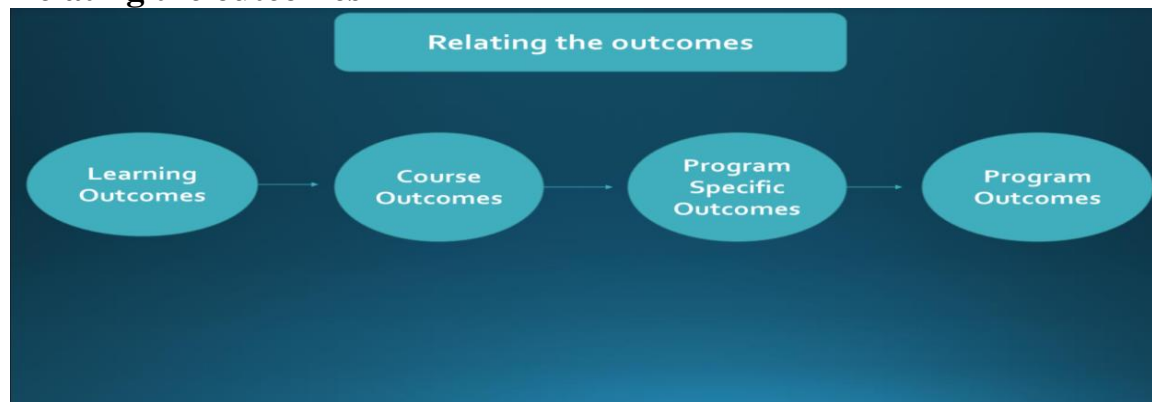 Relating the outcomes
Learning
Outcomes
Course
Outcomes
Program
Specific
Outcomes
Program
Outcomes